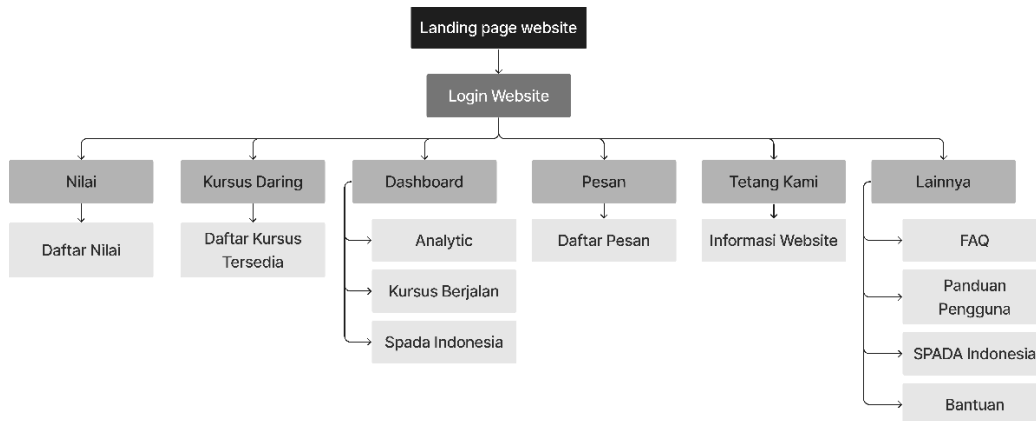 Landing page website
Login Website
Nilai
Kursus Daring
Dashboard
Pesan
Tetang Kami
Lainnya
Daftar Nilai
Daftar Kursus
Tersedia
Analytic
Kursus Berjalan
Spada Indonesia
Daftar Pesan
Informasi Website
FAQ
Panduan
Pengguna
SPADA Indonesia
Bantuan